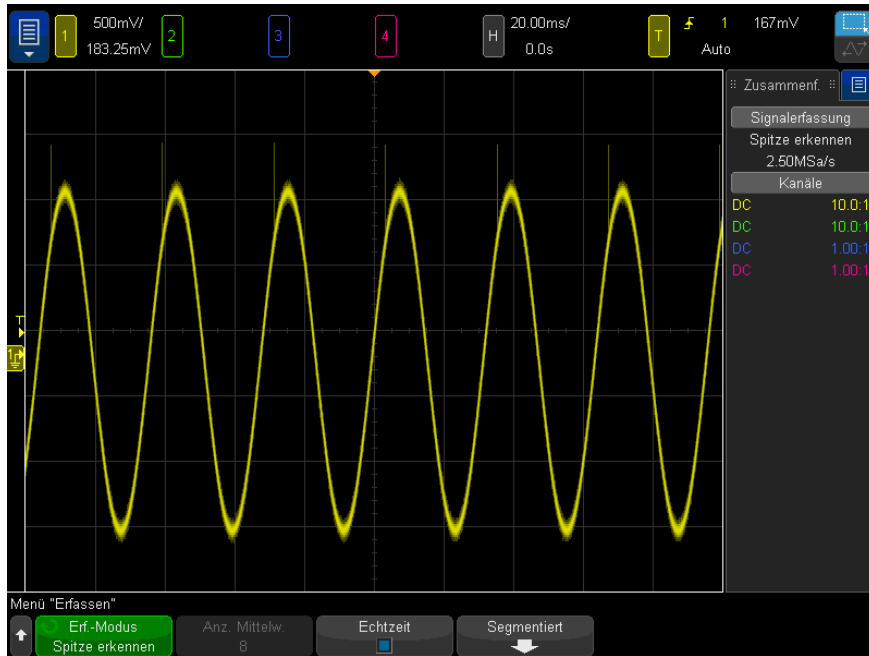 1 500mV/ 183.25mV 2 3 4 H 20.00ms/ 0.0s T 1 167mV Auto
Zusammenf.
Signalerfassung
Spitze erkennen
2.50MSa/s
Kanäle
DC 10.0:1
DC 10.0:1
DC 1.00:1
DC 1.00:1
T
1
Menü "Erfassen"
Erf.-Modus
Spitze erkennen
Anz. Mittelw.
8
Echtzeit
Segmentiert